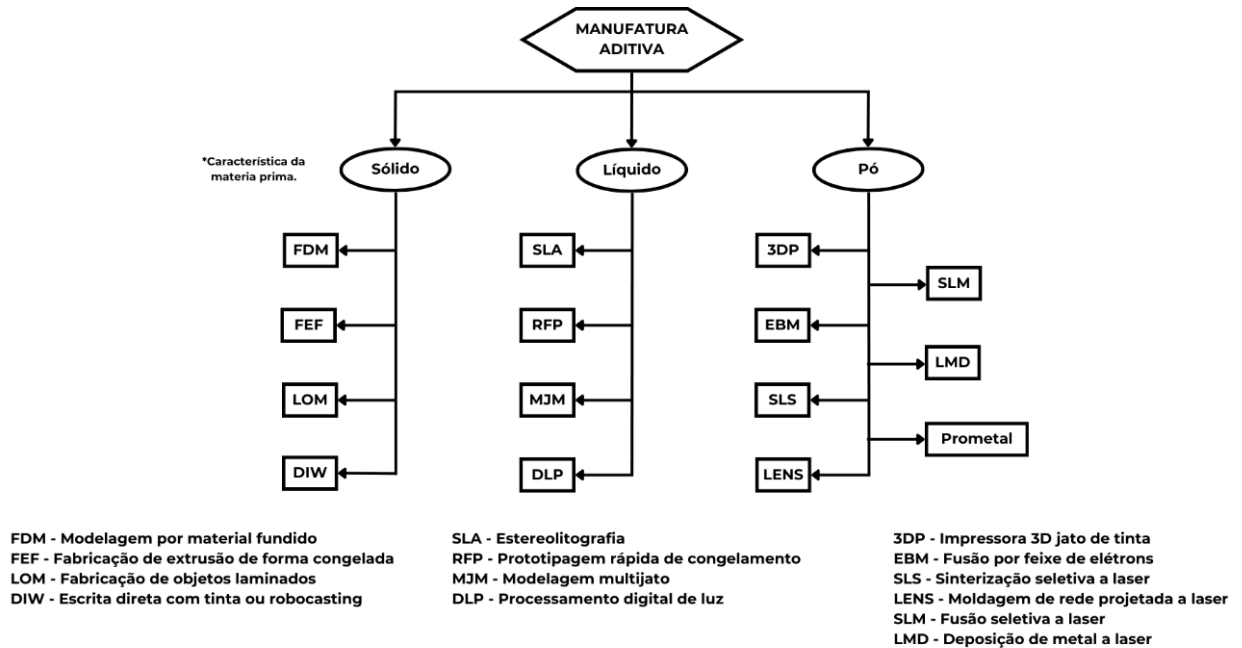 MANUFATURA
ADITIVA
*Característica da
materia prima.
Sólido
Líquido
Pó
FDM
FEF
LOM
DIW
SLA
RFP
MJM
DLP
3DP
SLM
EBM
LMD
SLS
Prometal
LENS
FDM - Modelagem por material fundido
FEF - Fabricação de extrusão de forma congelada
LOM - Fabricação de objetos laminados
DIW - Escrita direta com tinta ou robocasting
SLA - Estereolitografia
RFP - Prototipagem rápida de congelamento
MJM - Modelagem multijato
DLP - Processamento digital de luz
3DP - Impressora 3D jato de tinta
EBM - Fusão por feixe de elétrons
SLS - Sinterização seletiva a laser
LENS - Moldagem de rede projetada a laser
SLM - Fusão seletiva a laser
LMD - Deposição de metal a laser